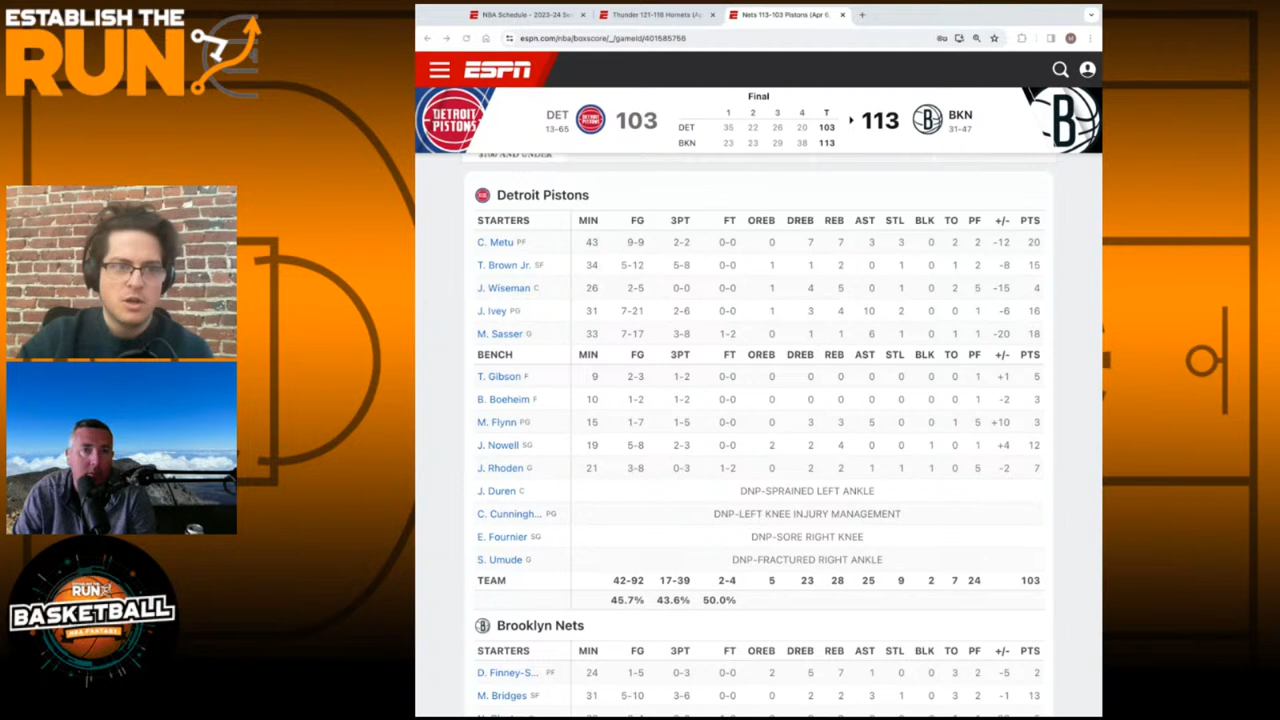 ESTABLISH THE
RUN
NBA Schedule - 2023-24 Se
Thunder 121-118 Hornets (Ap
Nets 113-103 Pistons (Apr 6,
espn.com/nba/boxscore/_/gameId/401585756
ESPN
Final
DETROIT
PISTONS
DET
13-65
103
1 2 3 4 T
DET 35 22 26 20 103
BKN 23 23 29 38 113
113
B
BKN
31-47
B
$100 AND UNDER
Detroit Pistons
STARTERS MIN FG 3PT FT OREB DREB REB AST STL BLK TO PF +/- PTS
C. Metu PF 43 9-9 2-2 0-0 0 7 7 3 3 0 2 2 -12 20
T. Brown Jr. SF 34 5-12 5-8 0-0 1 1 2 0 1 0 1 2 -8 15
J. Wiseman C 26 2-5 0-0 0-0 1 4 5 0 1 0 2 5 -15 4
J. Ivey PG 31 7-21 2-6 0-0 1 3 4 10 2 0 0 1 -6 16
M. Sasser G 33 7-17 3-8 1-2 0 1 1 6 1 0 1 1 -20 18
BENCH MIN FG 3PT FT OREB DREB REB AST STL BLK TO PF +/- PTS
T. Gibson F 9 2-3 1-2 0-0 0 0 0 0 0 0 0 1 +1 5
B. Boeheim F 10 1-2 1-2 0-0 0 0 0 0 0 0 0 1 -2 3
M. Flynn PG 15 1-7 1-5 0-0 0 3 3 5 0 0 1 5 +10 3
J. Nowell SG 19 5-8 2-3 0-0 2 2 4 0 0 1 0 1 +4 12
J. Rhoden G 21 3-8 0-3 1-2 0 2 2 1 1 1 0 5 -2 7
J. Duren C DNP-SPRAINED LEFT ANKLE
C. Cunningh... PG DNP-LEFT KNEE INJURY MANAGEMENT
E. Fournier SG DNP-SORE RIGHT KNEE
S. Umude G DNP-FRACTURED RIGHT ANKLE
TEAM 42-92 17-39 2-4 5 23 28 25 9 2 7 24 103
45.7% 43.6% 50.0%
Brooklyn Nets
STARTERS MIN FG 3PT FT OREB DREB REB AST STL BLK TO PF +/- PTS
D. Finney-S... PF 24 1-5 0-3 0-0 2 5 7 1 0 0 3 2 -5 2
M. Bridges SF 31 5-10 3-6 0-0 0 2 2 3 1 0 3 2 -1 13
ESTABLISH THE
RUN
BASKETBALL
NBA FANTASY